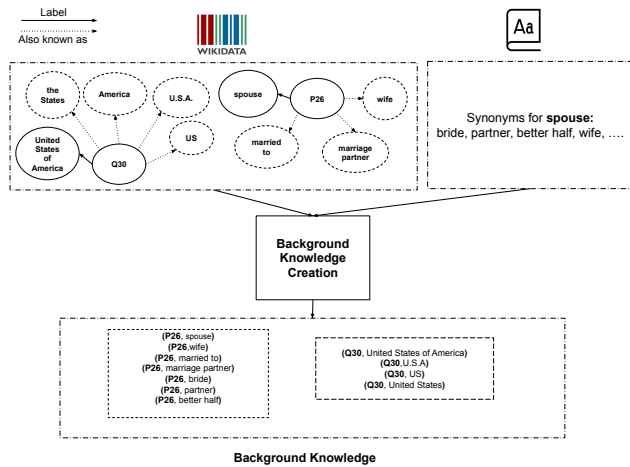 Label
Also known as
WIKIDATA
Aa
the
States
America
U.S.A.
spouse
P26
wife
United
States
of
America
Q30
US
married
to
marriage
partner
Synonyms for spouse:
bride, partner, better half, wife, ....
Background
Knowledge
Creation
(P26, spouse)
(P26,wife)
(P26, married to)
(P26, marriage partner)
(P26, bride)
(P26, partner)
(P26, better half)
(Q30, United States of America)
(Q30,U.S.A)
(Q30, US)
(Q30, United States)
Background Knowledge